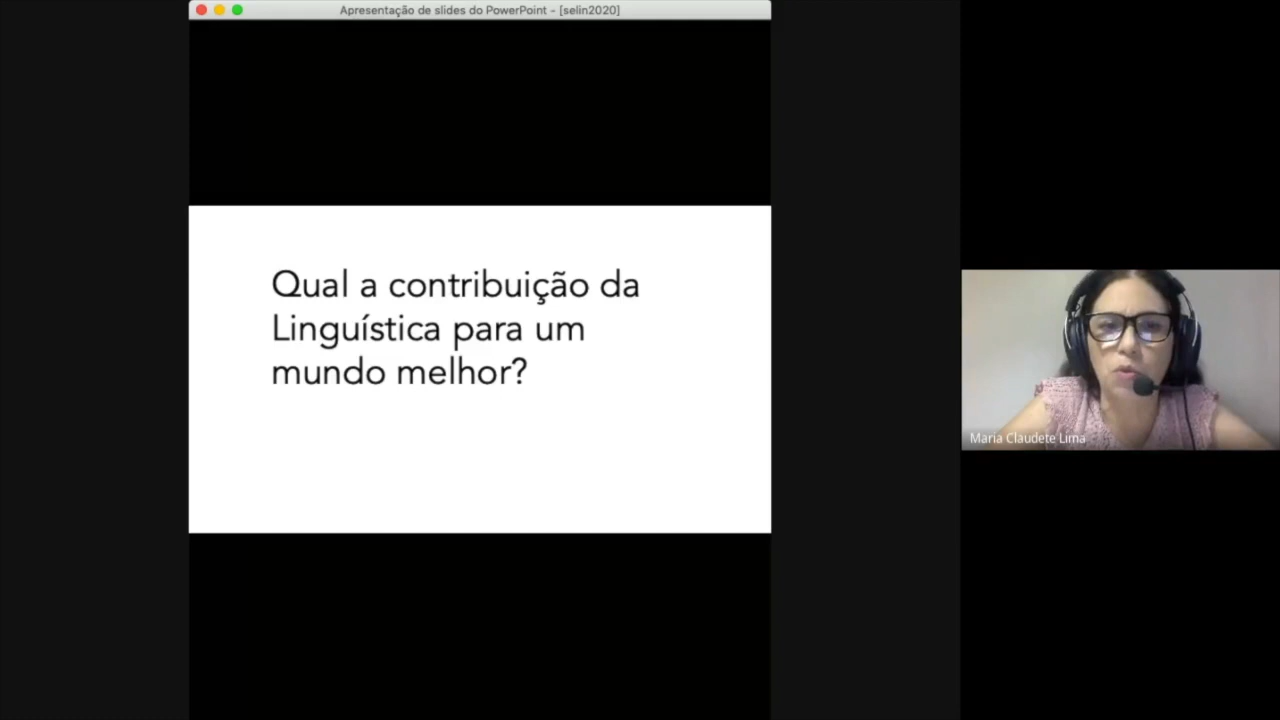 Apresentação de slides do PowerPoint - [selin2020]
Qual a contribuição da
Linguística para um
mundo melhor?
Maria Claudete Lima